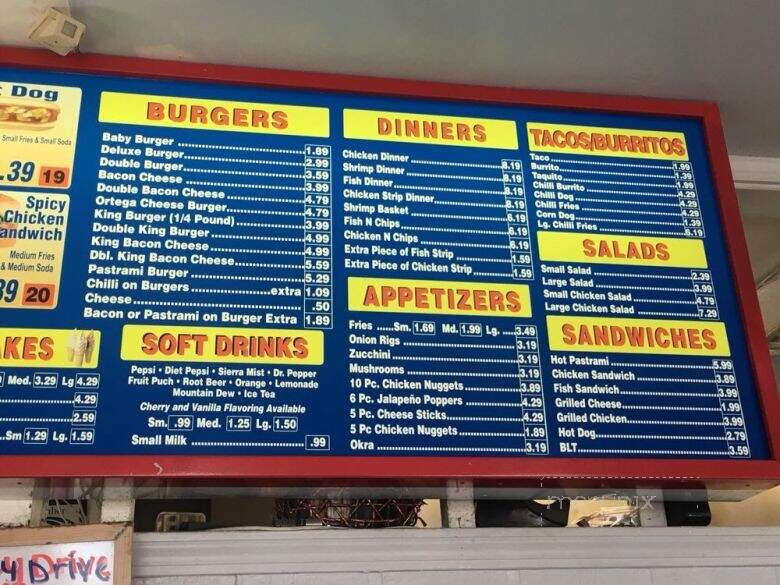 Dog
Small Fries & Small Soda
.39 19
Spicy
Chicken
andwich
Medium Fries
& Medium Soda
39 20
KES
Med. 3.29 Lg 4.29
4.29
2.59
Sm 1.29 Lg. 1.59
BURGERS
Baby Burger 1.89
Deluxe Burger 2.99
Double Burger 3.59
Bacon Cheese 3.99
Double Bacon Cheese 4.79
Ortega Cheese Burger 4.79
King Burger (1/4 Pound) 3.99
Double King Burger 4.99
King Bacon Cheese 4.99
Dbl. King Bacon Cheese 5.59
Pastrami Burger 5.29
Chilli on Burgers extra 1.09
Cheese .50
Bacon or Pastrami on Burger Extra 1.89
SOFT DRINKS
Pepsi • Diet Pepsi • Sierra Mist • Dr. Pepper
Fruit Puch • Root Beer • Orange • Lemonade
Mountain Dew • Ice Tea
Cherry and Vanilla Flavoring Available
Sm. .99 Med. 1.25 Lg. 1.50
Small Milk .99
DINNERS
Chicken Dinner 8.19
Shrimp Dinner 8.19
Fish Dinner 8.19
Chicken Strip Dinner 8.19
Shrimp Basket 6.19
Fish N Chips 6.19
Chicken N Chips 6.19
Extra Piece of Fish Strip 1.59
Extra Piece of Chicken Strip 1.59
APPETIZERS
Fries Sm. 1.69 Md. 1.99 Lg. 3.49
Onion Rigs 3.19
Zucchini 3.19
Mushrooms 3.19
10 Pc. Chicken Nuggets 3.89
6 Pc. Jalapeño Poppers 4.29
5 Pc. Cheese Sticks 4.29
5 Pc Chicken Nuggets 1.89
Okra 3.19
TACOS/BURRITOS
Taco 1.99
Burrito 1.39
Taquito 1.99
Chilli Burrito 4.29
Chilli Dog 4.29
Chilli Fries 4.29
Corn Dog 1.39
Lg. Chilli Fries 6.19
SALADS
Small Salad 2.39
Large Salad 3.99
Small Chicken Salad 4.79
Large Chicken Salad 7.29
SANDWICHES
Hot Pastrami 5.99
Chicken Sandwich 3.89
Fish Sandwich 3.99
Grilled Cheese 1.99
Grilled Chicken 3.99
Hot Dog 2.79
BLT 3.59
y Drive